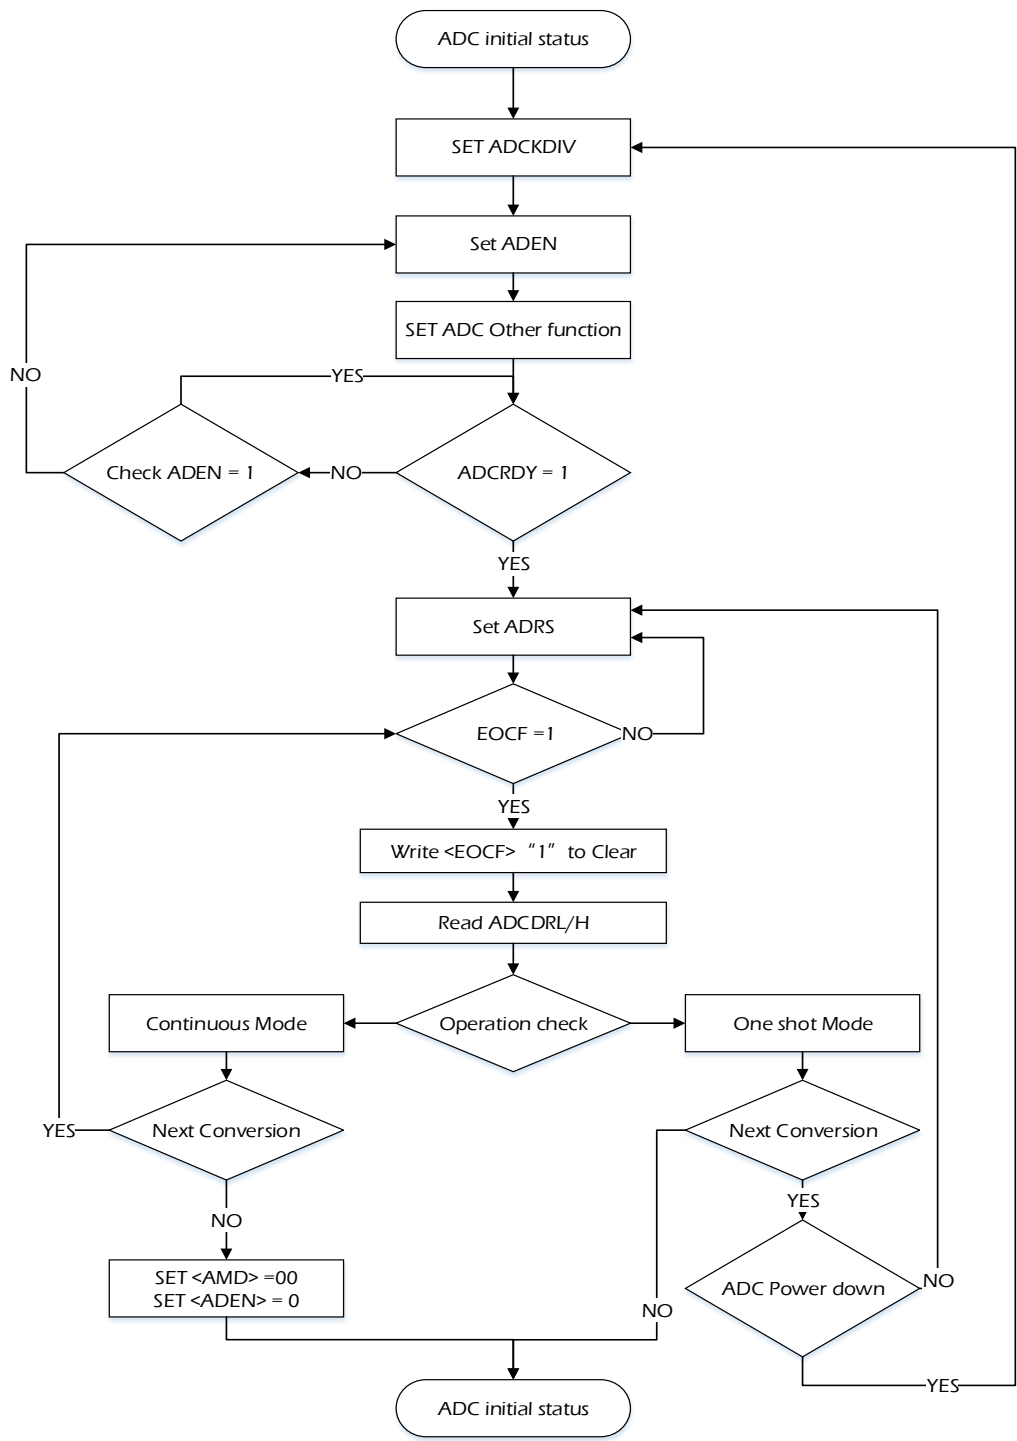 ADC initial status
SET ADCKDIV
Set ADEN
SET ADC Other function
NO
YES
Check ADEN = 1
NO
ADCRDY = 1
YES
Set ADRS
EOCF =1
NO
YES
Write <EOCF> “1” to Clear
Read ADCDRL/H
Continuous Mode
Operation check
One shot Mode
YES
Next Conversion
Next Conversion
YES
NO
SET <AMD> =00
SET <ADEN> = 0
ADC Power down
NO
NO
YES
ADC initial status